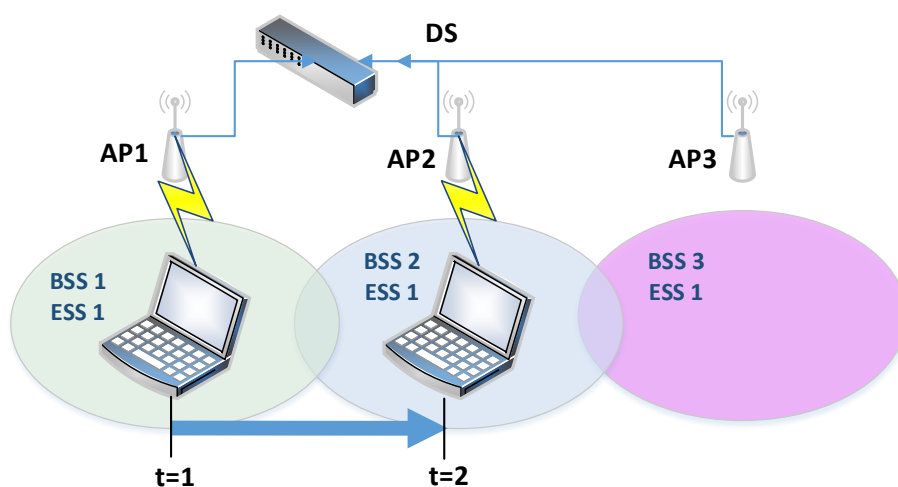 DS
AP1
AP2
AP3
BSS 1
ESS 1
BSS 2
ESS 1
BSS 3
ESS 1
t=1
t=2